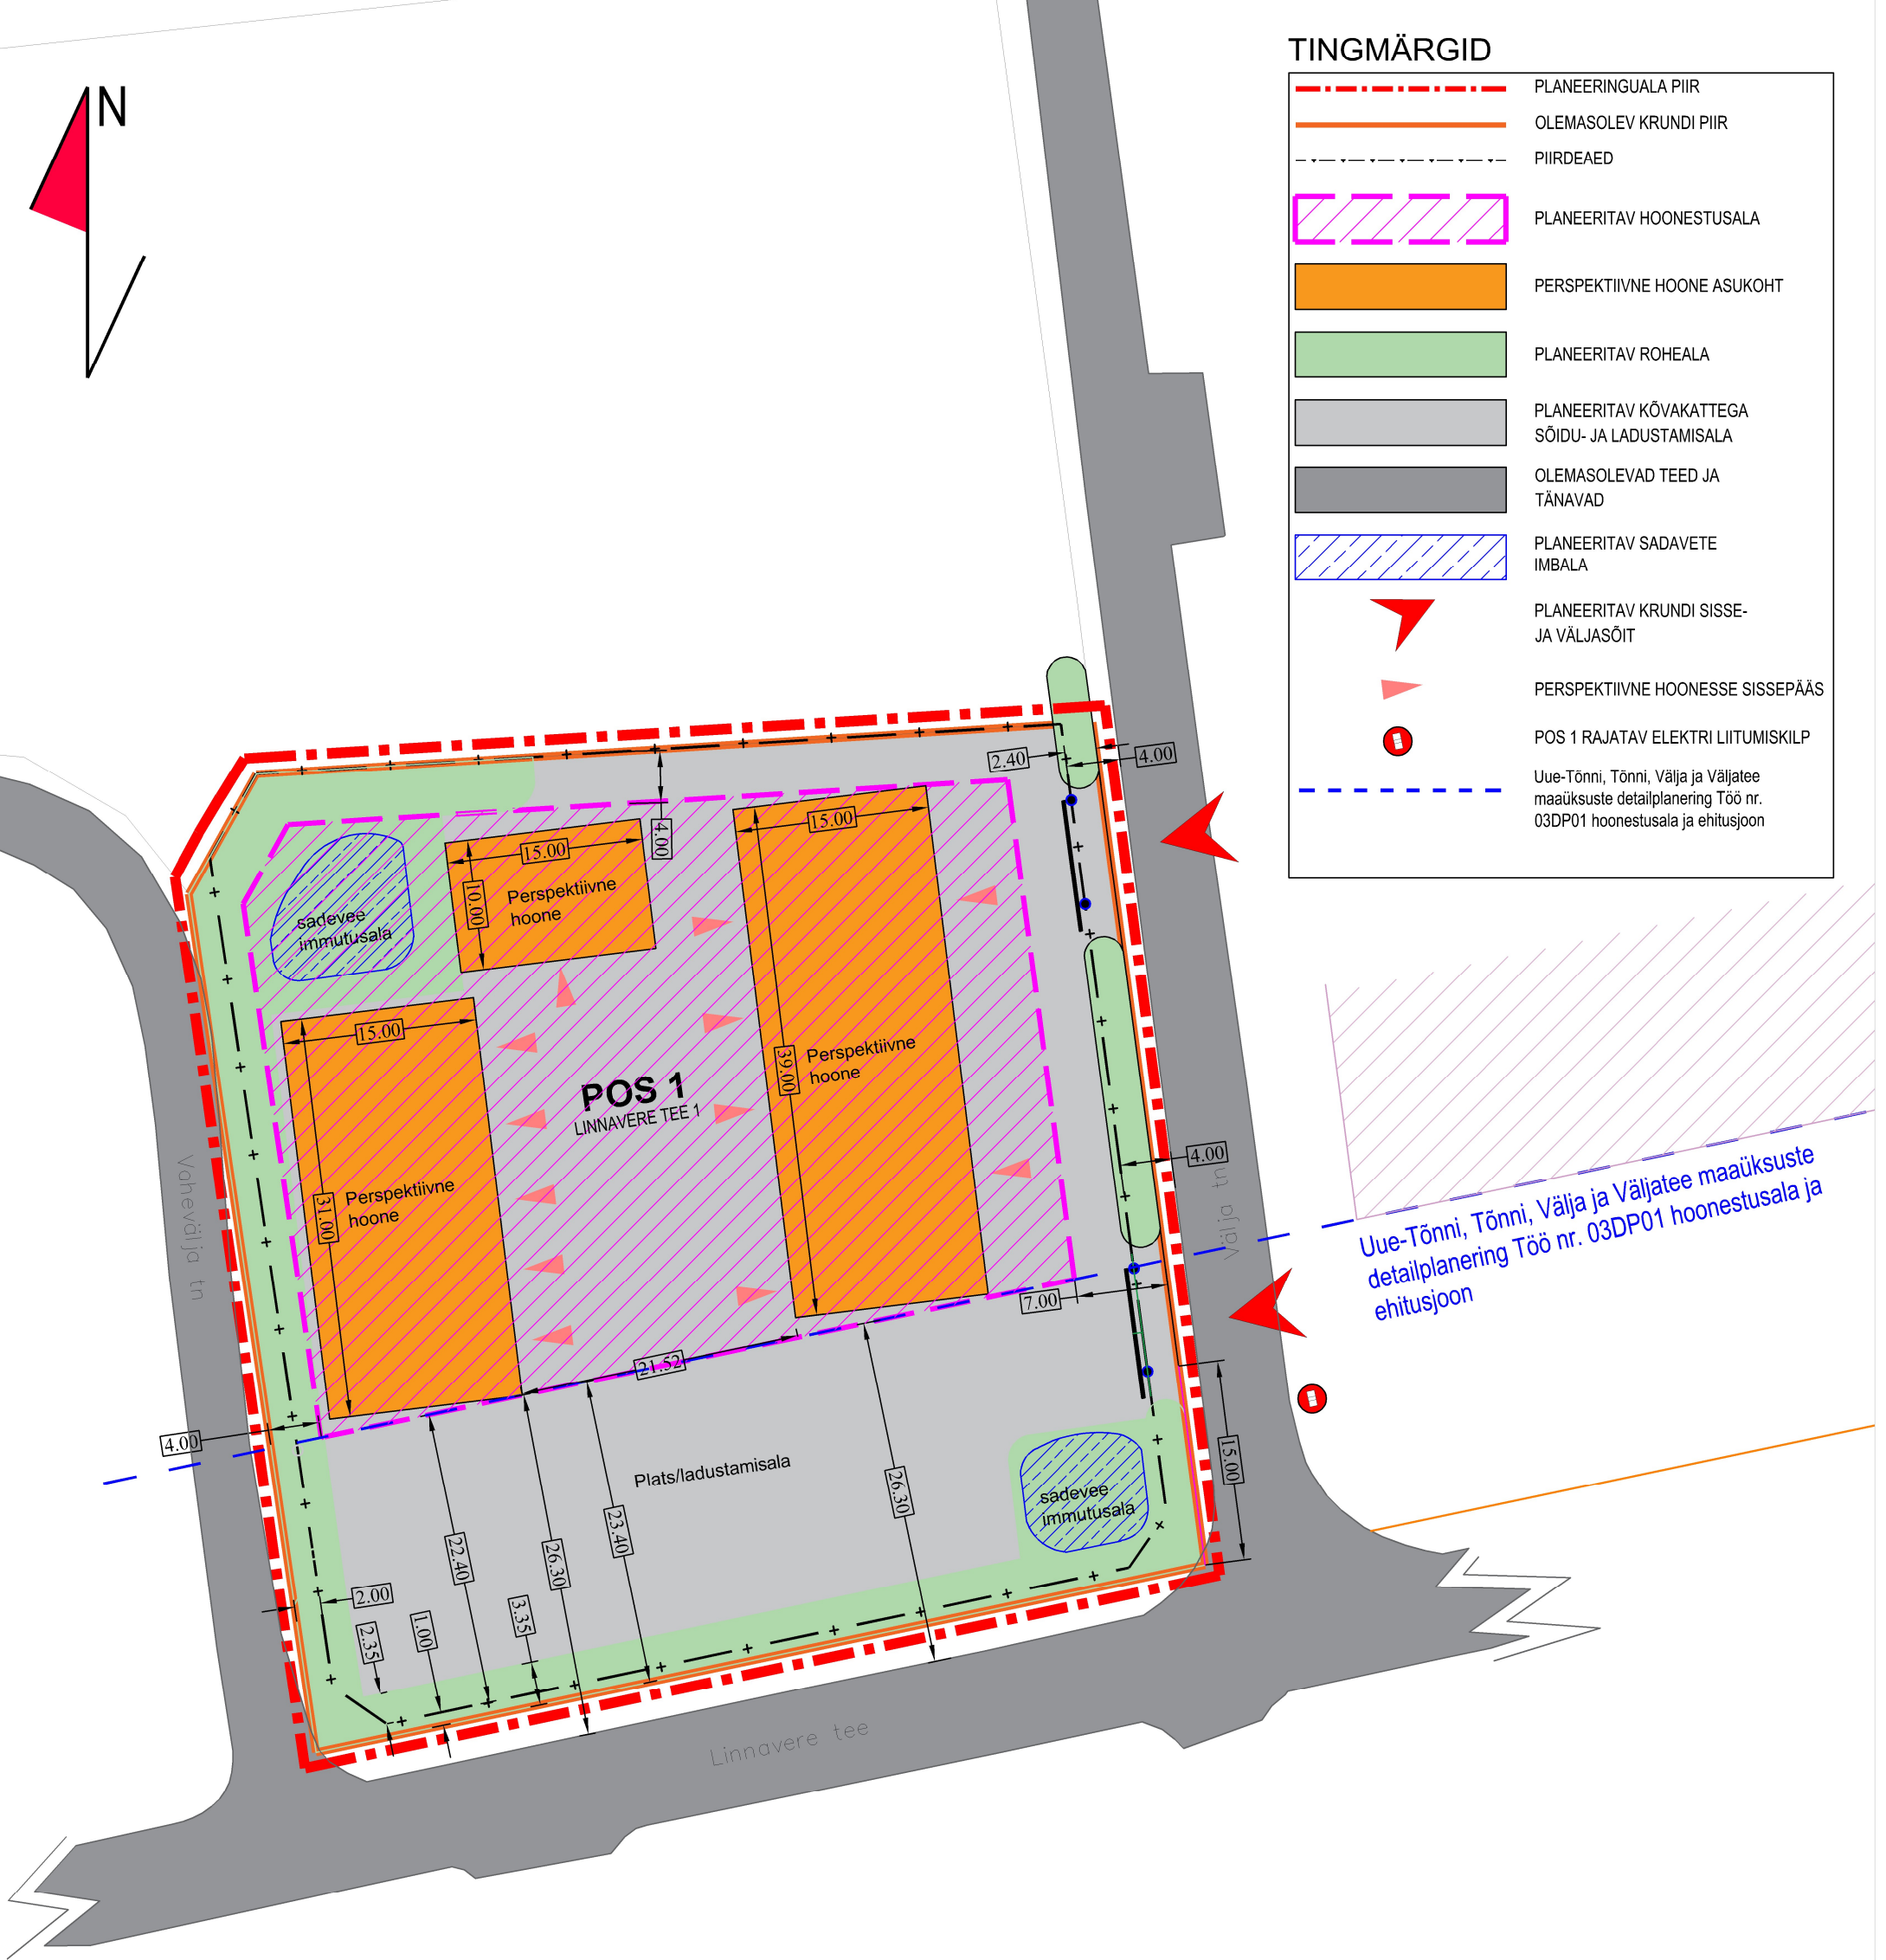 N
TINGMÄRGID
PLANEERINGUALA PIIR
OLEMASOLEV KRUNDI PIIR
PIIRDEAED
PLANEERITAV HOONESTUSALA
PERSPEKTIIVNE HOONE ASUKOHT
PLANEERITAV ROHEALA
PLANEERITAV KÕVAKATTEGA
SÕIDU- JA LADUSTAMISALA
OLEMASOLEVAD TEED JA
TÄNAVAD
PLANEERITAV SADAVETE
IMBALA
PLANEERITAV KRUNDI SISSE-
JA VÄLJASÕIT
PERSPEKTIIVNE HOONESSE SISSEPÄÄS
POS 1 RAJATAV ELEKTRI LIITUMISKILP
Uue-Tõnni, Tõnni, Välja ja Väljatee
maaüksuste detailplanering Töö nr.
03DP01 hoonestusala ja ehitusjoon
2.40
4.00
4.00
15.00
15.00
10.00
Perspektiivne
hoone
sadevee
immutusala
15.00
39.00
Perspektiivne
hoone
POS 1
LINNAVERE TEE 1
31.00
Perspektiivne
hoone
4.00
Vahevälja tn
Välja tn
Uue-Tõnni, Tõnni, Välja ja Väljatee maaüksuste
detailplanering Töö nr. 03DP01 hoonestusala ja
ehitusjoon
7.00
21.52
4.00
Plats/ladustamisala
26.30
15.00
sadevee
immutusala
22.40
26.30
23.40
2.00
2.35
1.00
3.35
Linnavere tee